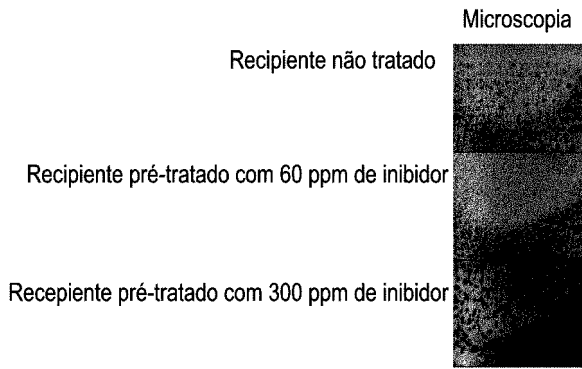 Microscopia
Recipiente não tratado
Recipiente pré-tratado com 60 ppm de inibidor
Recepiente pré-tratado com 300 ppm de inibidor